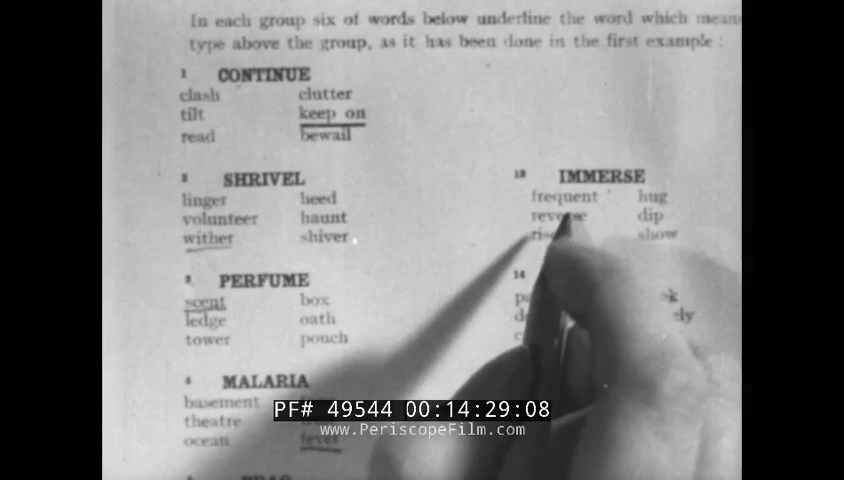 In each group six of words below underline the word which means
type above the group, as it has been done in the first example :
1 CONTINUE
clash clutter
tilt keep on
read bewail
2 SHRIVEL
linger heed
volunteer haunt
wither shiver
3 PERFUME
scent box
ledge oath
tower pouch
4 MALARIA
basement
theatre
ocean fever
13 IMMERSE
frequent hug
reverse dip
show
14
PF# 49544 00:14:29:08
www.PeriscopeFilm.com